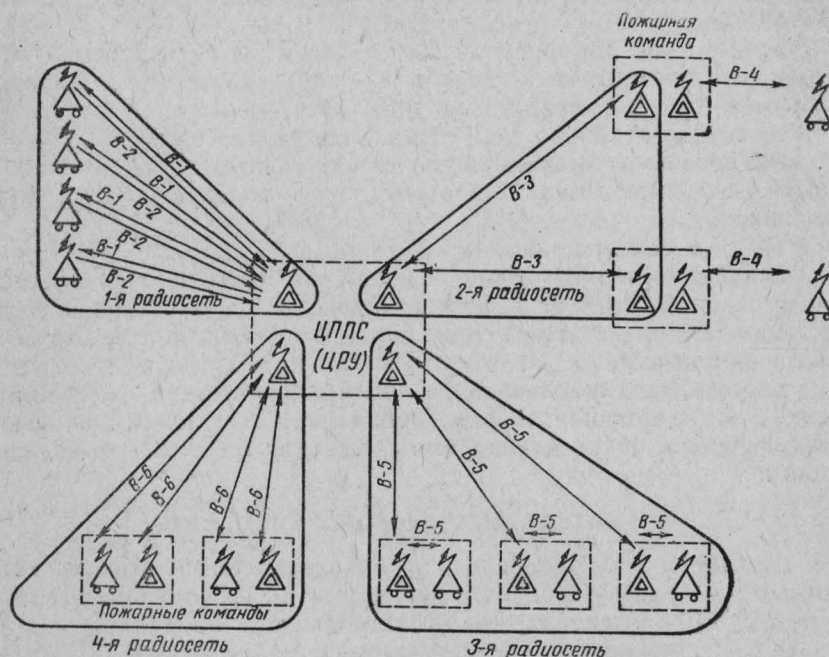 Пожарная
команда
В-4
В-1
В-2
В-1
В-3
В-1
В-2
В-2
В-1
В-2
1-я радиосеть
В-3
2-я радиосеть
В-4
ЦППС
(ЦРУ)
В-6
В-6
В-6
В-6
В-5
В-5
В-5
В-5
В-5
В-5
Пожарные команды
4-я радиосеть
3-я радиосеть